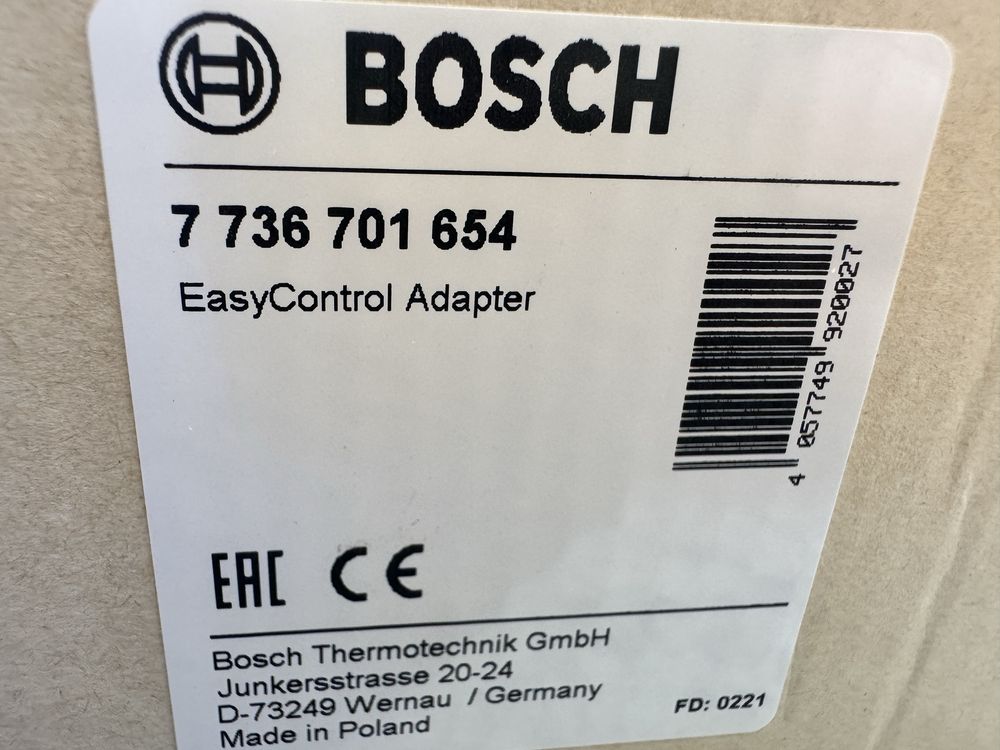 BOSCH
7 736 701 654
EasyControl Adapter
4 057749 920027
EAC CE
Bosch Thermotechnik GmbH
Junkersstrasse 20-24
D-73249 Wernau / Germany
Made in Poland
FD: 0221